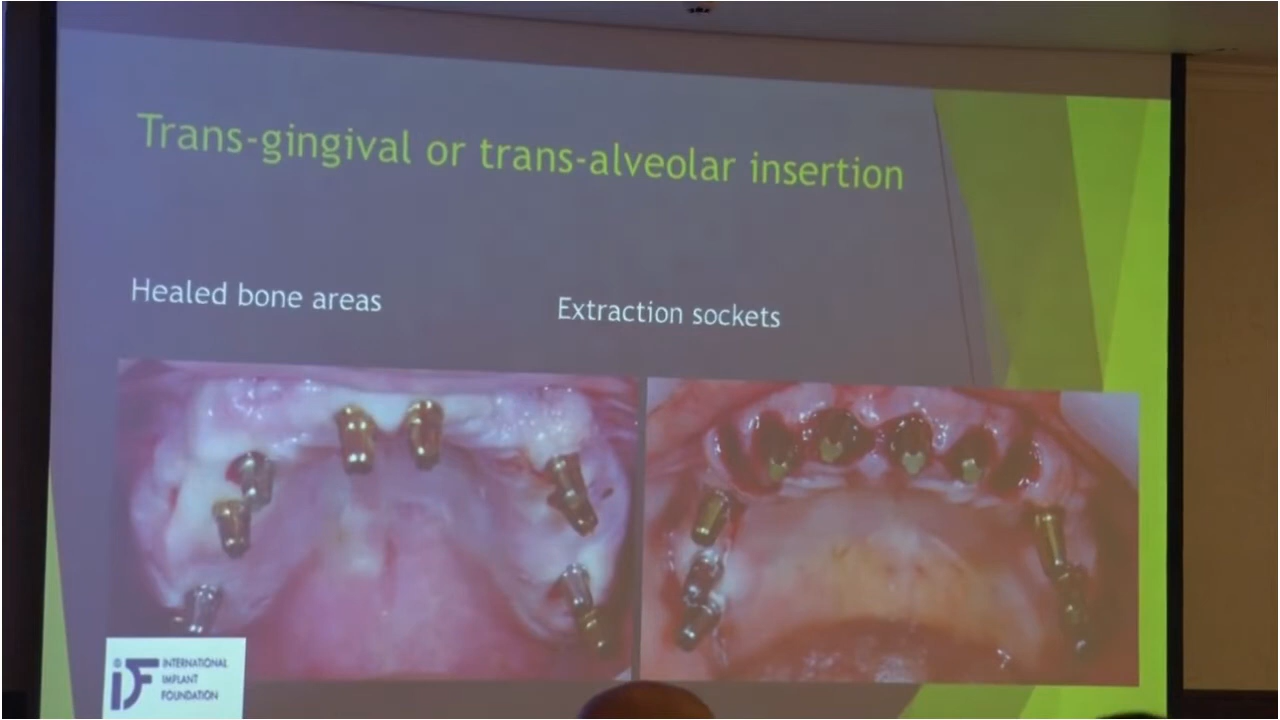 Trans-gingival or trans-alveolar insertion
Healed bone areas
Extraction sockets
INTERNATIONAL
IMPLANT
FOUNDATION